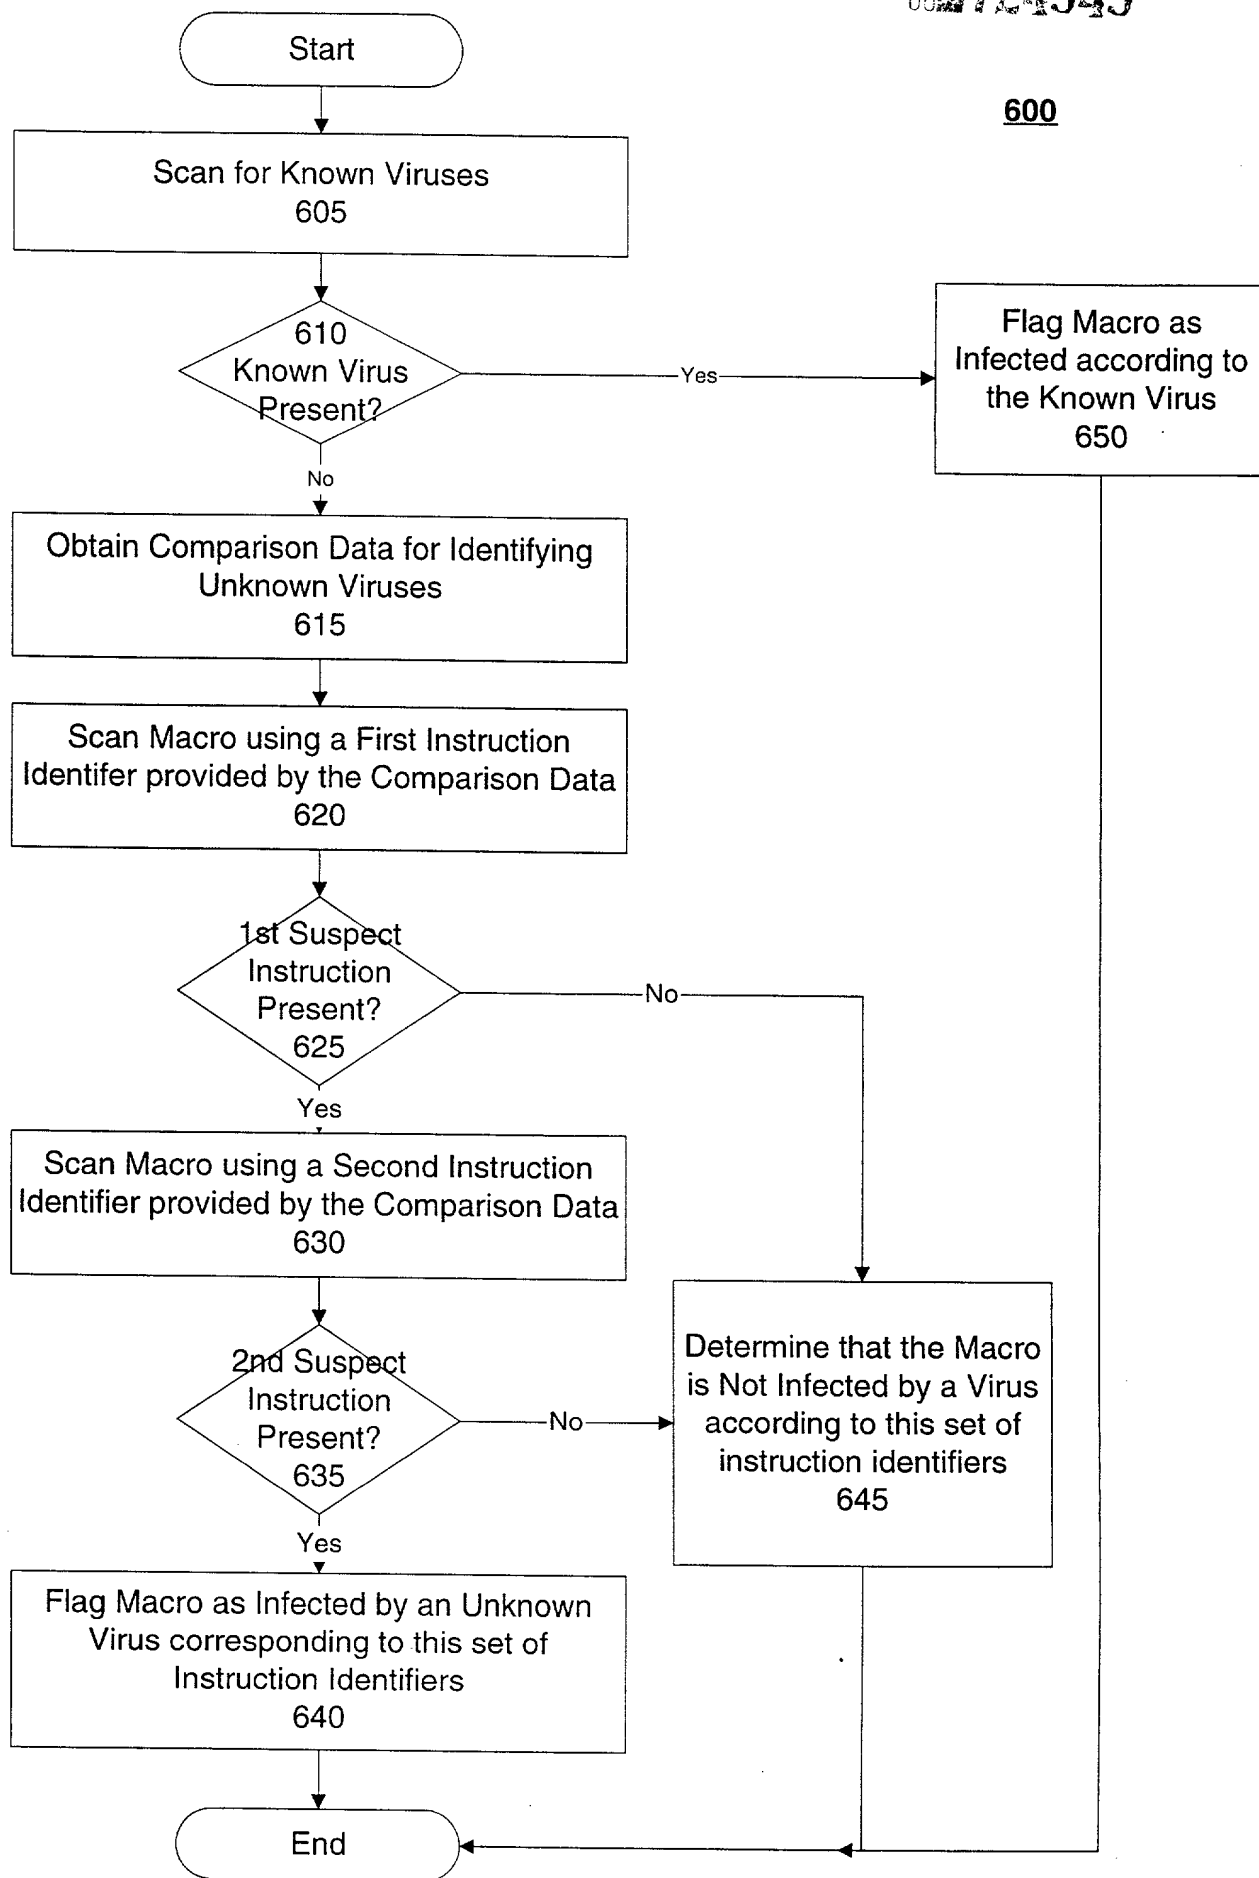 Start
600
Scan for Known Viruses
605
610
Known Virus
Present?
Yes
Flag Macro as
Infected according to
the Known Virus
650
No
Obtain Comparison Data for Identifying
Unknown Viruses
615
Scan Macro using a First Instruction
Identifer provided by the Comparison Data
620
1st Suspect
Instruction
Present?
625
No
Yes
Scan Macro using a Second Instruction
Identifier provided by the Comparison Data
630
2nd Suspect
Instruction
Present?
635
No
Determine that the Macro
is Not Infected by a Virus
according to this set of
instruction identifiers
645
Yes
Flag Macro as Infected by an Unknown
Virus corresponding to this set of
Instruction Identifiers
640
End